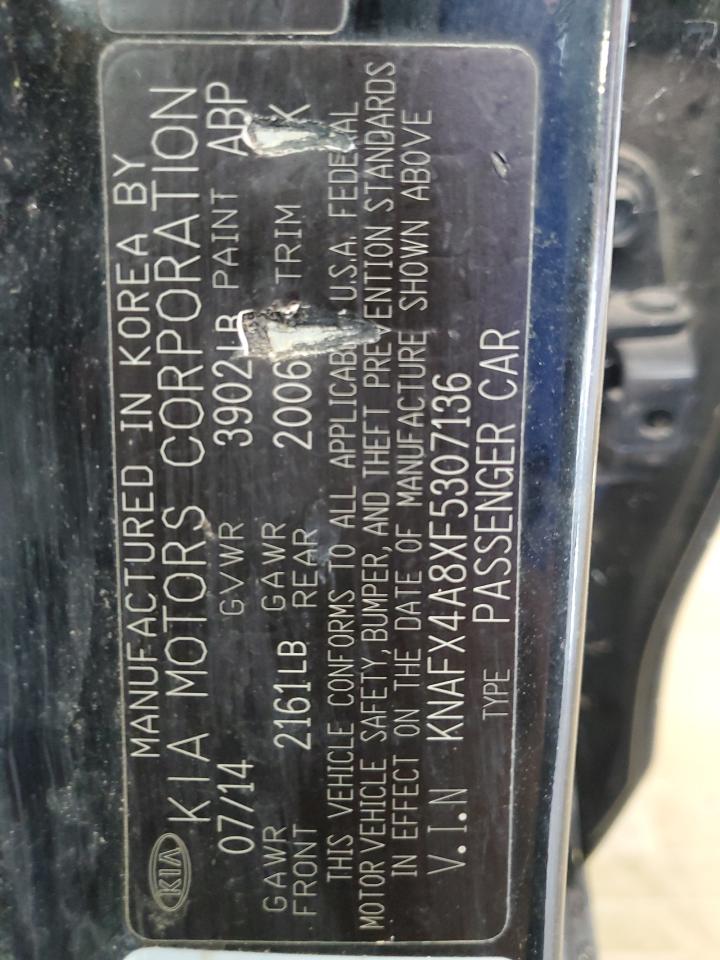 KIA MANUFACTURED IN KOREA BY
KIA MOTORS CORPORATION
07/14 GVWR 3902LB PAINT ABP
GAWR FRONT 2161LB GAWR REAR 2006 TRIM K
THIS VEHICLE CONFORMS TO ALL APPLICABLE U.S.A. FEDERAL
MOTOR VEHICLE SAFETY, BUMPER, AND THEFT PREVENTION STANDARDS
IN EFFECT ON THE DATE OF MANUFACTURE SHOWN ABOVE
V.I.N KNAFX4A8XF5307136
TYPE PASSENGER CAR